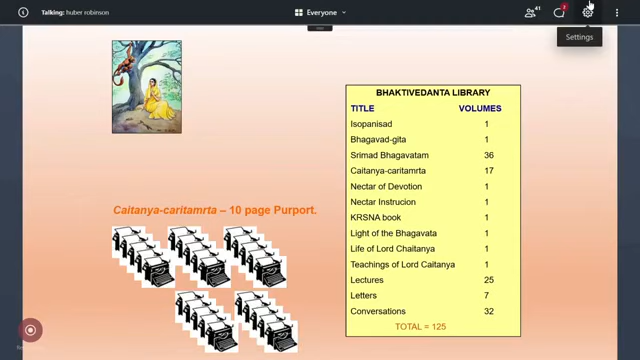 Talking: huber robinson
Everyone
41
2
Settings
BHAKTIVEDANTA LIBRARY
TITLE VOLUMES
Isopanisad 1
Bhagavad-gita 1
Srimad Bhagavatam 36
Caitanya-caritamrta 17
Nectar of Devotion 1
Nectar Instrucion 1
KRSNA book 1
Light of the Bhagavata 1
Life of Lord Chaitanya 1
Teachings of Lord Caitanya 1
Lectures 25
Letters 7
Conversations 32
TOTAL = 125
Caitanya-caritamrta – 10 page Purport.